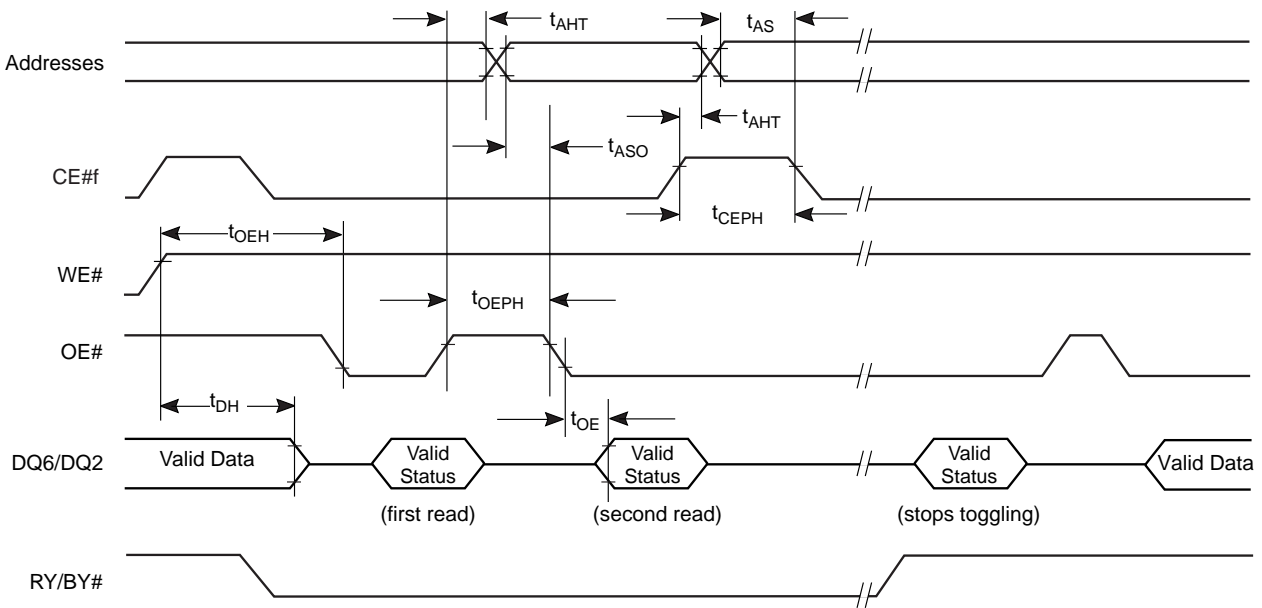 tAHT
tAS
Addresses
tAHT
tASO
CE#f
tCEPH
tOEH
WE#
tOEPH
OE#
tDH
tOE
DQ6/DQ2
Valid Data
Valid
Status
Valid
Status
Valid
Status
Valid Data
(first read)
(second read)
(stops toggling)
RY/BY#